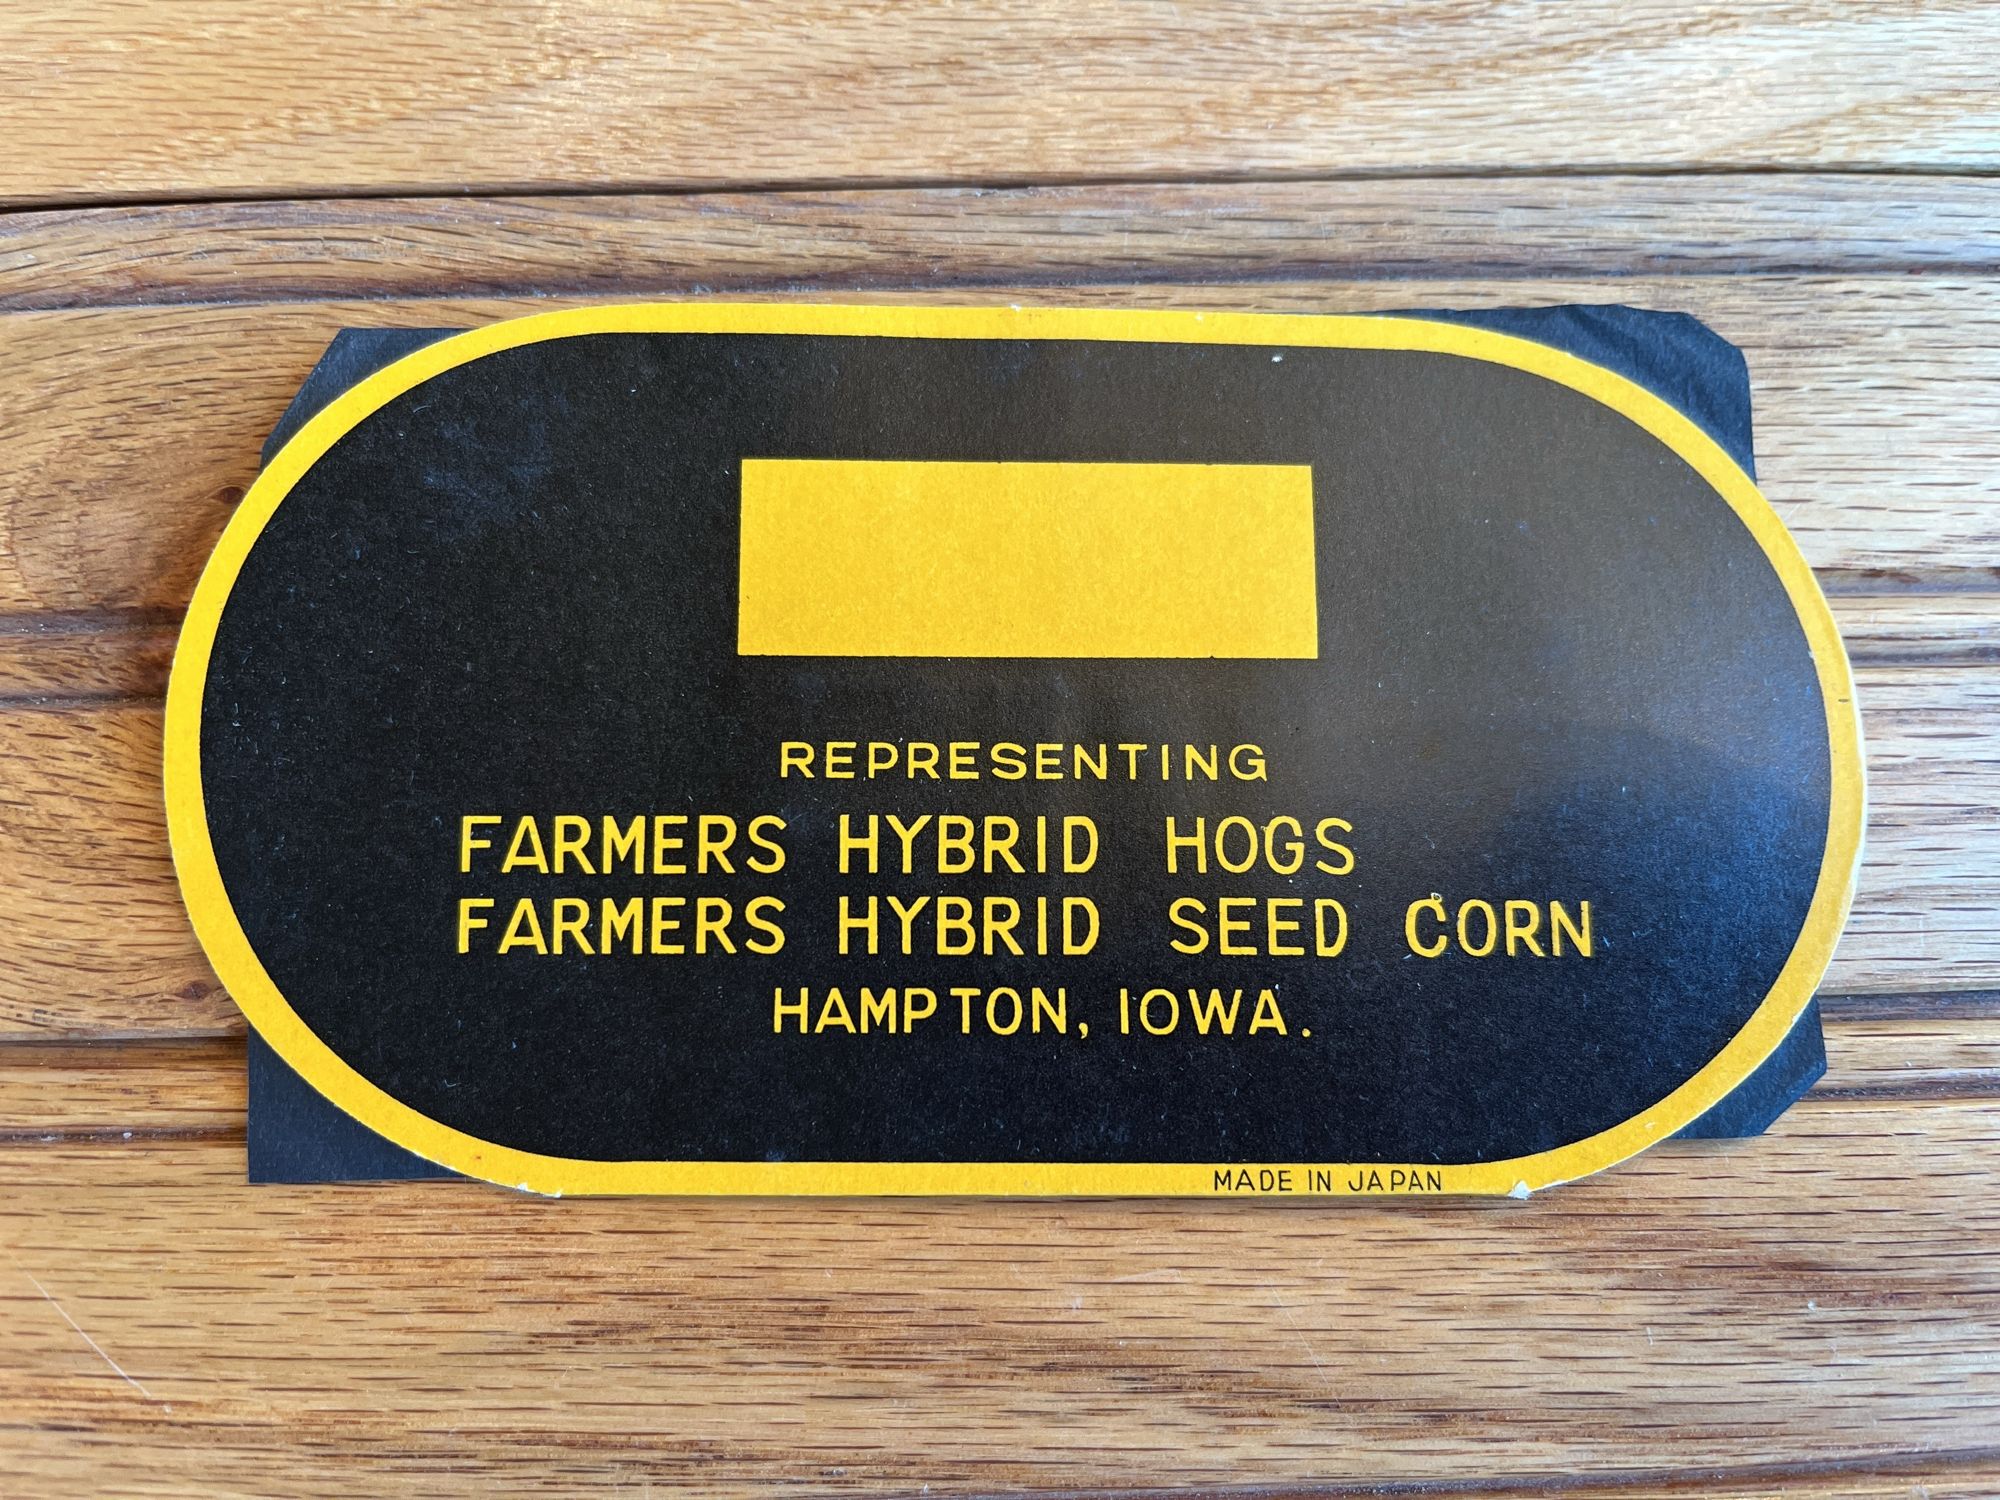 REPRESENTING
FARMERS HYBRID HOGS
FARMERS HYBRID SEED CORN
HAMPTON, IOWA.
MADE IN JAPAN